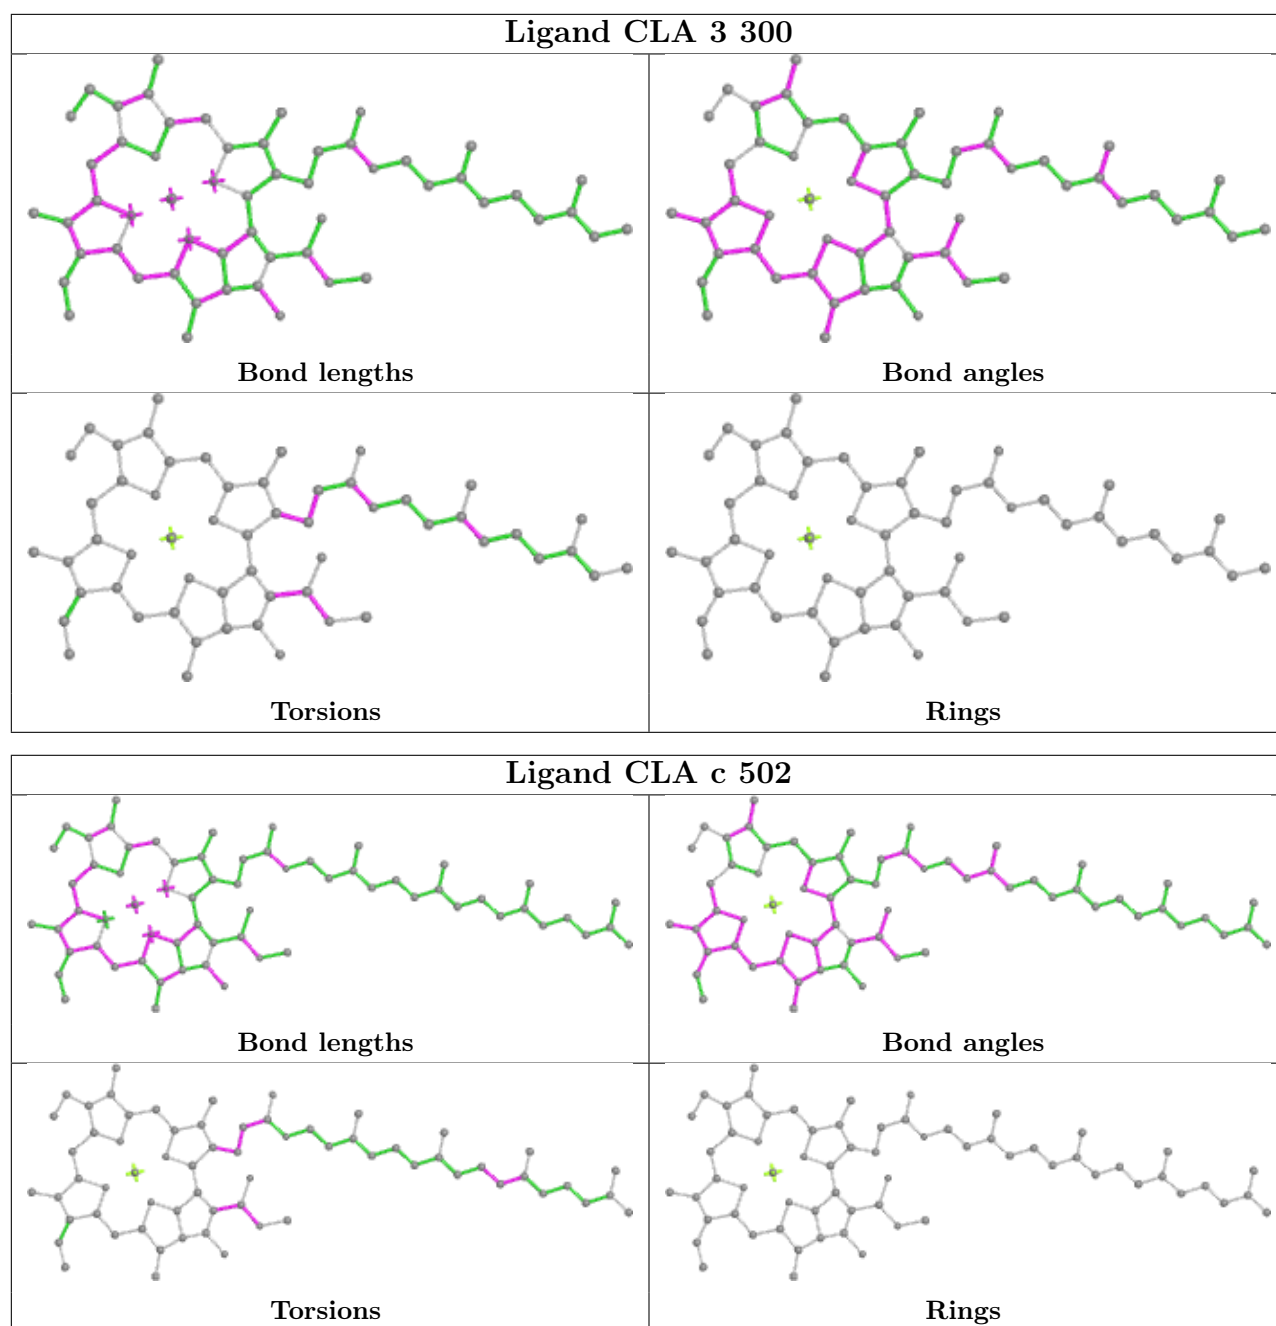 Ligand CLA 3 300
Bond lengths
Bond angles
Torsions
Rings
Ligand CLA c 502
Bond lengths
Bond angles
Torsions
Rings